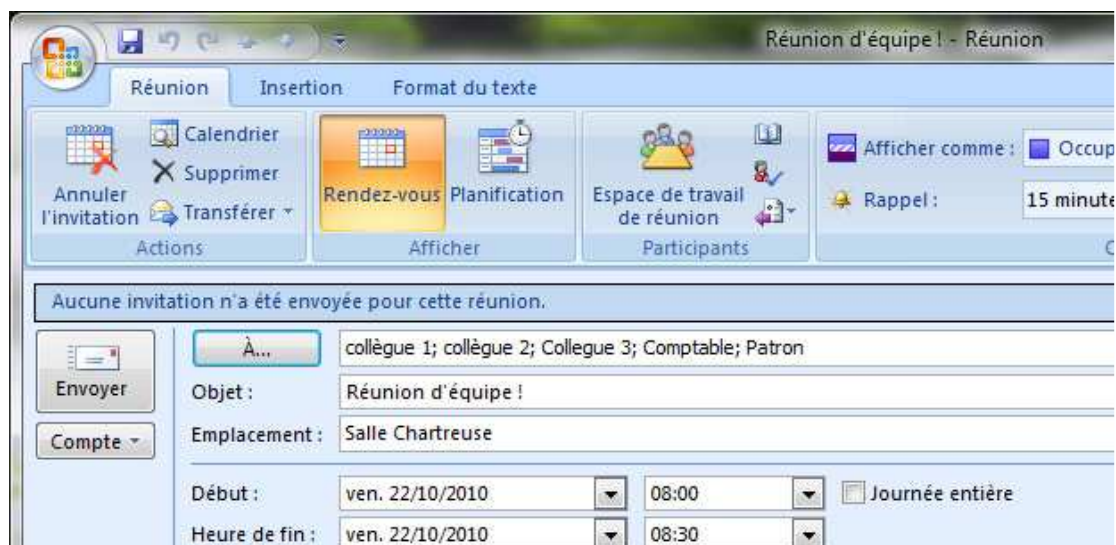 Réunion d'équipe ! - Réunion
Réunion Insertion Format du texte
Annuler l'invitation
Calendrier
Supprimer
Transférer
Actions
Rendez-vous Planification
Afficher
Espace de travail de réunion
Participants
Afficher comme : Occup
Rappel : 15 minute
Aucune invitation n'a été envoyée pour cette réunion.
Envoyer
Compte
À... collègue 1; collègue 2; Collegue 3; Comptable; Patron
Objet : Réunion d'équipe !
Emplacement : Salle Chartreuse
Début : ven. 22/10/2010 08:00 Journée entière
Heure de fin : ven. 22/10/2010 08:30